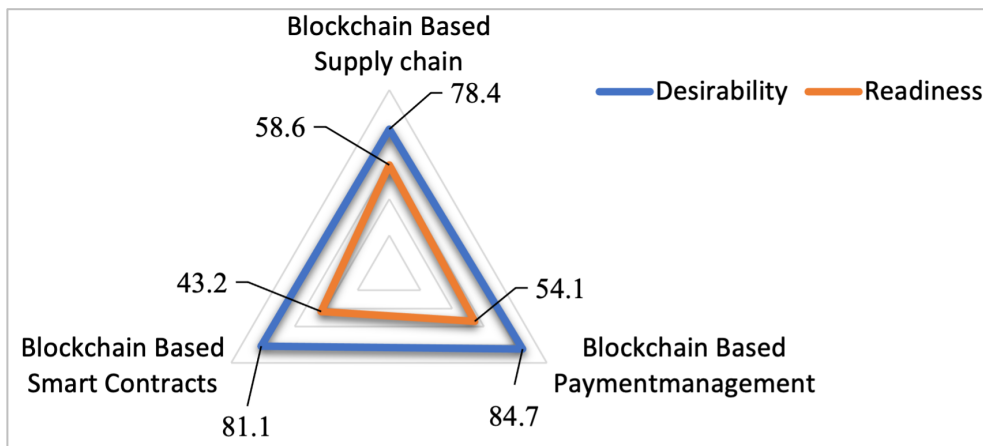 Blockchain Based
Supply chain
78.4
Desirability
Readiness
58.6
43.2
54.1
Blockchain Based
Smart Contracts
Blockchain Based
Paymentmanagement
81.1
84.7